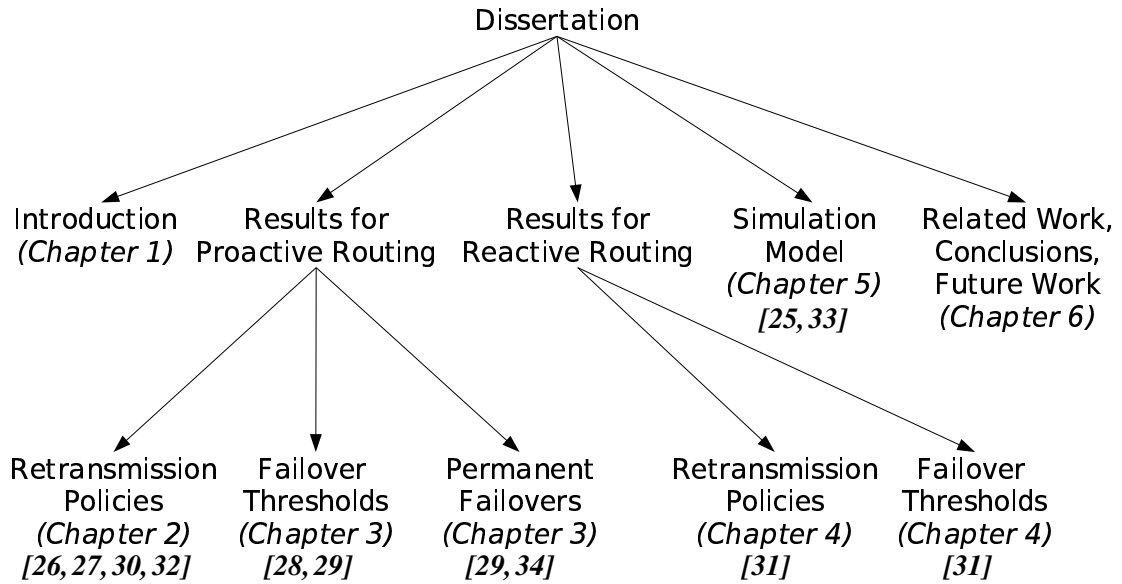 Dissertation
Introduction
(Chapter 1)
Results for
Proactive Routing
Results for
Reactive Routing
Simulation
Model
(Chapter 5)
[25, 33]
Related Work,
Conclusions,
Future Work
(Chapter 6)
Retransmission
Policies
(Chapter 2)
[26, 27, 30, 32]
Failover
Thresholds
(Chapter 3)
[28, 29]
Permanent
Failovers
(Chapter 3)
[29, 34]
Retransmission
Policies
(Chapter 4)
[31]
Failover
Thresholds
(Chapter 4)
[31]